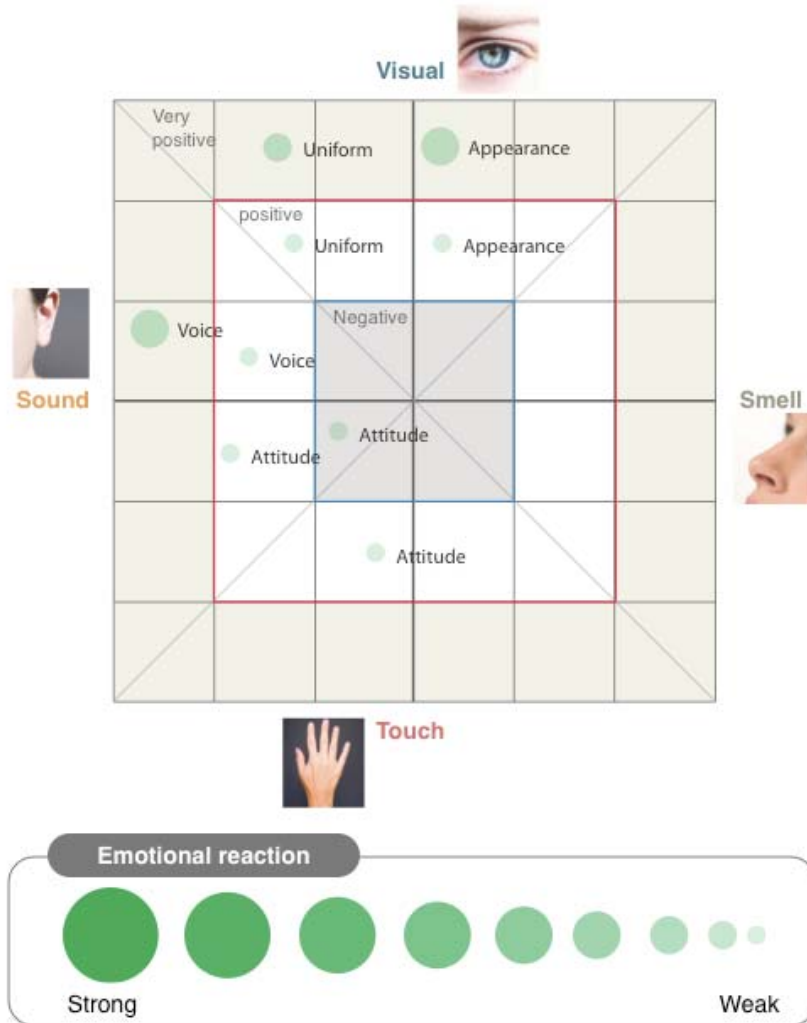 Visual
Very
positive
Uniform
Appearance
positive
Uniform
Appearance
Negative
Voice
Voice
Sound
Smell
Attitude
Attitude
Attitude
Touch
Emotional reaction
Strong
Weak